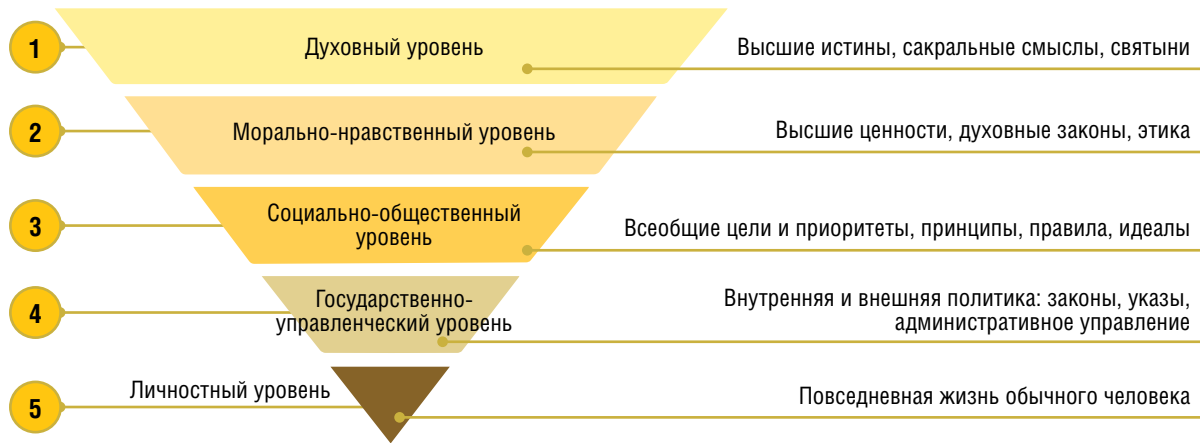 1
Духовный уровень
Высшие истины, сакральные смыслы, святыни
2
Морально-нравственный уровень
Высшие ценности, духовные законы, этика
3
Социально-общественный
уровень
Всеобщие цели и приоритеты, принципы, правила, идеалы
4
Государственно-
управленческий уровень
Внутренняя и внешняя политика: законы, указы,
административное управление
5
Личностный уровень
Повседневная жизнь обычного человека